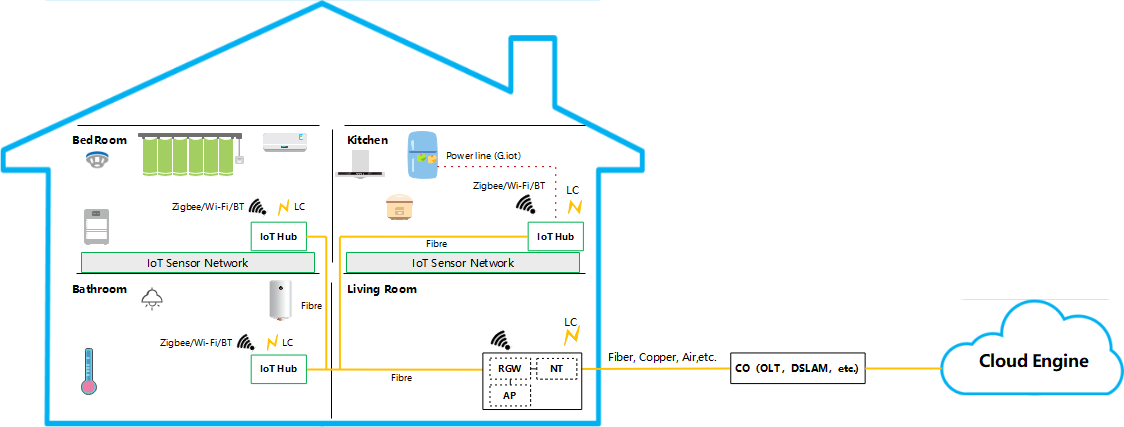 BedRoom
Kitchen
Power line (G.iot)
Zigbee/Wi-Fi/BT
LC
Zigbee/Wi-Fi/BT
LC
IoT Hub
Fibre
IoT Hub
IoT Sensor Network
IoT Sensor Network
Bathroom
Living Room
Fibre
LC
Zigbee/Wi-Fi/BT
LC
IoT Hub
Fibre
RGW
NT
AP
Fiber, Copper, Air,etc.
CO（OLT，DSLAM，etc.）
Cloud Engine